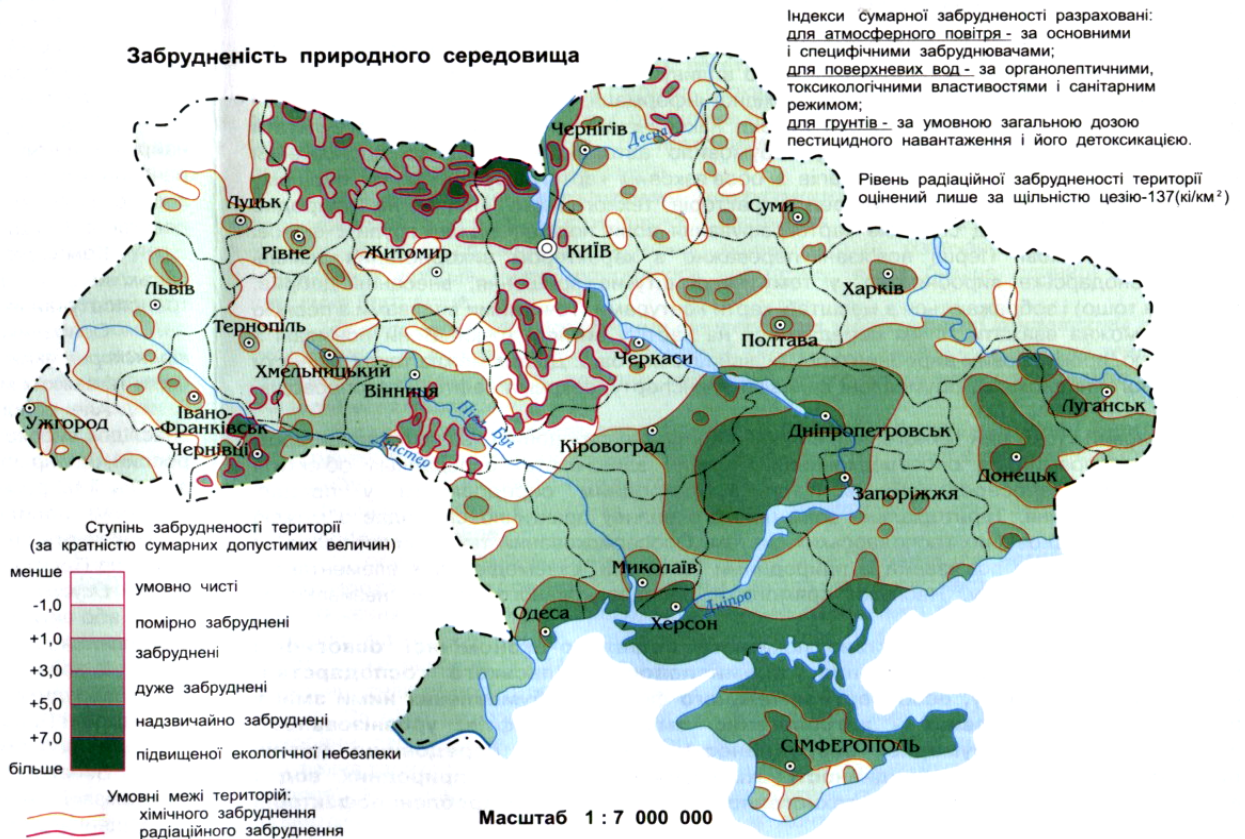 Забрудненість природного середовища
Індекси сумарної забрудненості разраховані:
для атмосферного повітря - за основними
і специфічними забруднювачами;
для поверхневих вод - за органолептичними,
токсикологічними властивостями і санітарним
режимом;
для грунтів - за умовною загальною дозою
пестицидного навантаження і його детоксикацією.
Рівень радіаційної забрудненості території
оцінений лише за щільністю цезію-137(кі/км²)
Чернігів
Десна
Луцьк
Суми
Рівне
Житомир
КИЇВ
Львів
Харків
Тернопіль
Черкаси
Полтава
Хмельницький
Вінниця
Ужгород
Івано-
Франківськ
Луганськ
Чернівці
Дністер
Півд. Буг
Кіровоград
Дніпропетровськ
Донецьк
Запоріжжя
Миколаїв
Дніпро
Одеса
Херсон
СІМФЕРОПОЛЬ
Ступінь забрудненості території
(за кратністю сумарних допустимих величин)
менше
умовно чисті
-1,0
помірно забруднені
+1,0
забруднені
+3,0
дуже забруднені
+5,0
надзвичайно забруднені
+7,0
підвищеної екологічної небезпеки
більше
Умовні межі територій:
хімічного забруднення
радіаційного забруднення
Масштаб 1 : 7 000 000